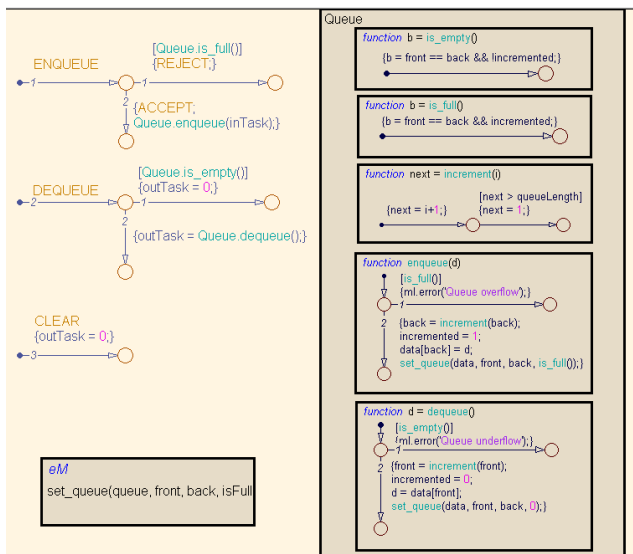 ENQUEUE
1
[Queue.is_full()]
{REJECT;}
1
2
{ACCEPT;
Queue.enqueue(inTask);}
DEQUEUE
2
[Queue.is_empty()]
{outTask = 0;}
1
2
{outTask = Queue.dequeue();}
CLEAR
{outTask = 0;}
3
eM
set_queue(queue, front, back, isFull
Queue
function b = is_empty()
{b = front == back && !incremented;}
function b = is_full()
{b = front == back && incremented;}
function next = increment(i)
{next = i+1;}
[next > queueLength]
{next = 1;}
function enqueue(d)
[is_full()]
{ml.error('Queue overflow');}
1
2
{back = increment(back);
incremented = 1;
data[back] = d;
set_queue(data, front, back, is_full());}
function d = dequeue()
[is_empty()]
{ml.error('Queue underflow');}
1
2
{front = increment(front);
incremented = 0;
d = data[front];
set_queue(data, front, back, 0);}